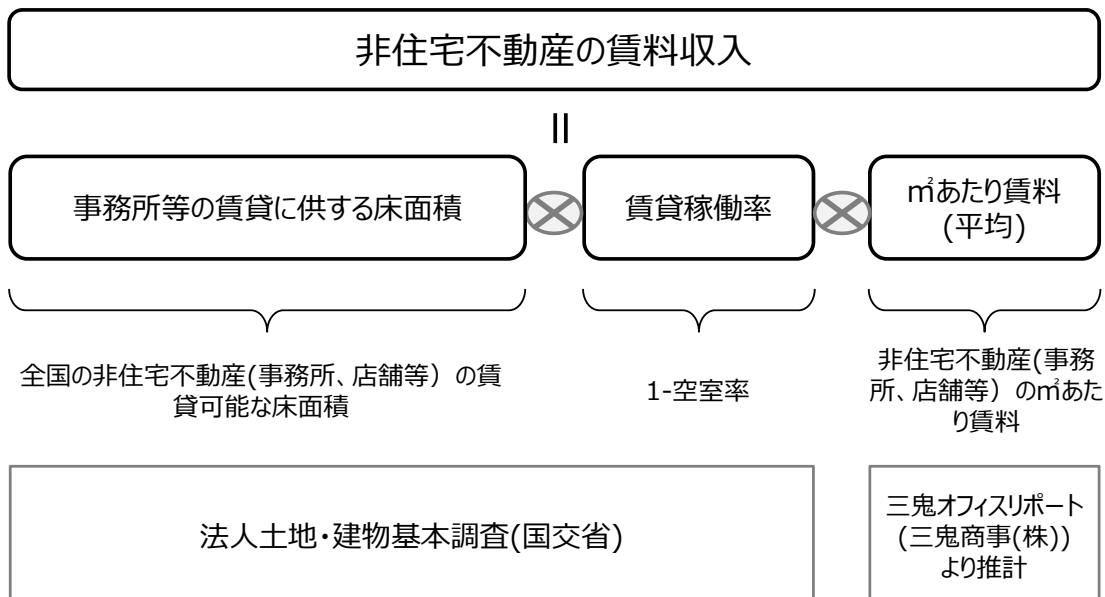 非住宅不動産の賃料収入
=
事務所等の賃貸に供する床面積
賃貸稼働率
㎡あたり賃料
(平均)
全国の非住宅不動産(事務所、店舗等）の賃
貸可能な床面積
1-空室率
非住宅不動産(事務
所、店舗等）の㎡あた
り賃料
法人土地・建物基本調査(国交省)
三鬼オフィスリポート
(三鬼商事(株))
より推計